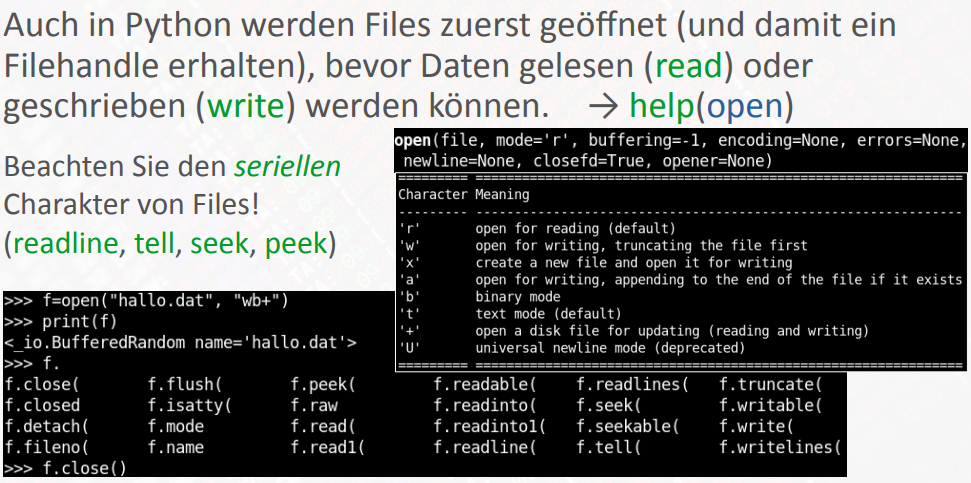 Auch in Python werden Files zuerst geöffnet (und damit ein
Filehandle erhalten), bevor Daten gelesen (read) oder
geschrieben (write) werden können. → help(open)
Beachten Sie den seriellen
Charakter von Files!
(readline, tell, seek, peek)
open(file, mode='r', buffering=-1, encoding=None, errors=None,
newline=None, closefd=True, opener=None)
========= ===============================================================
Character Meaning
--------- ---------------------------------------------------------------
'r' open for reading (default)
'w' open for writing, truncating the file first
'x' create a new file and open it for writing
'a' open for writing, appending to the end of the file if it exists
'b' binary mode
't' text mode (default)
'+' open a disk file for updating (reading and writing)
'U' universal newline mode (deprecated)
========= ===============================================================
>>> f=open("hallo.dat", "wb+")
>>> print(f)
<_io.BufferedRandom name='hallo.dat'>
>>> f.
f.close( f.flush( f.peek( f.readable( f.readlines( f.truncate(
f.closed f.isatty( f.raw f.readinto( f.seek( f.writable(
f.detach( f.mode f.read( f.readinto1( f.seekable( f.write(
f.fileno( f.name f.read1( f.readline( f.tell( f.writelines(
>>> f.close()